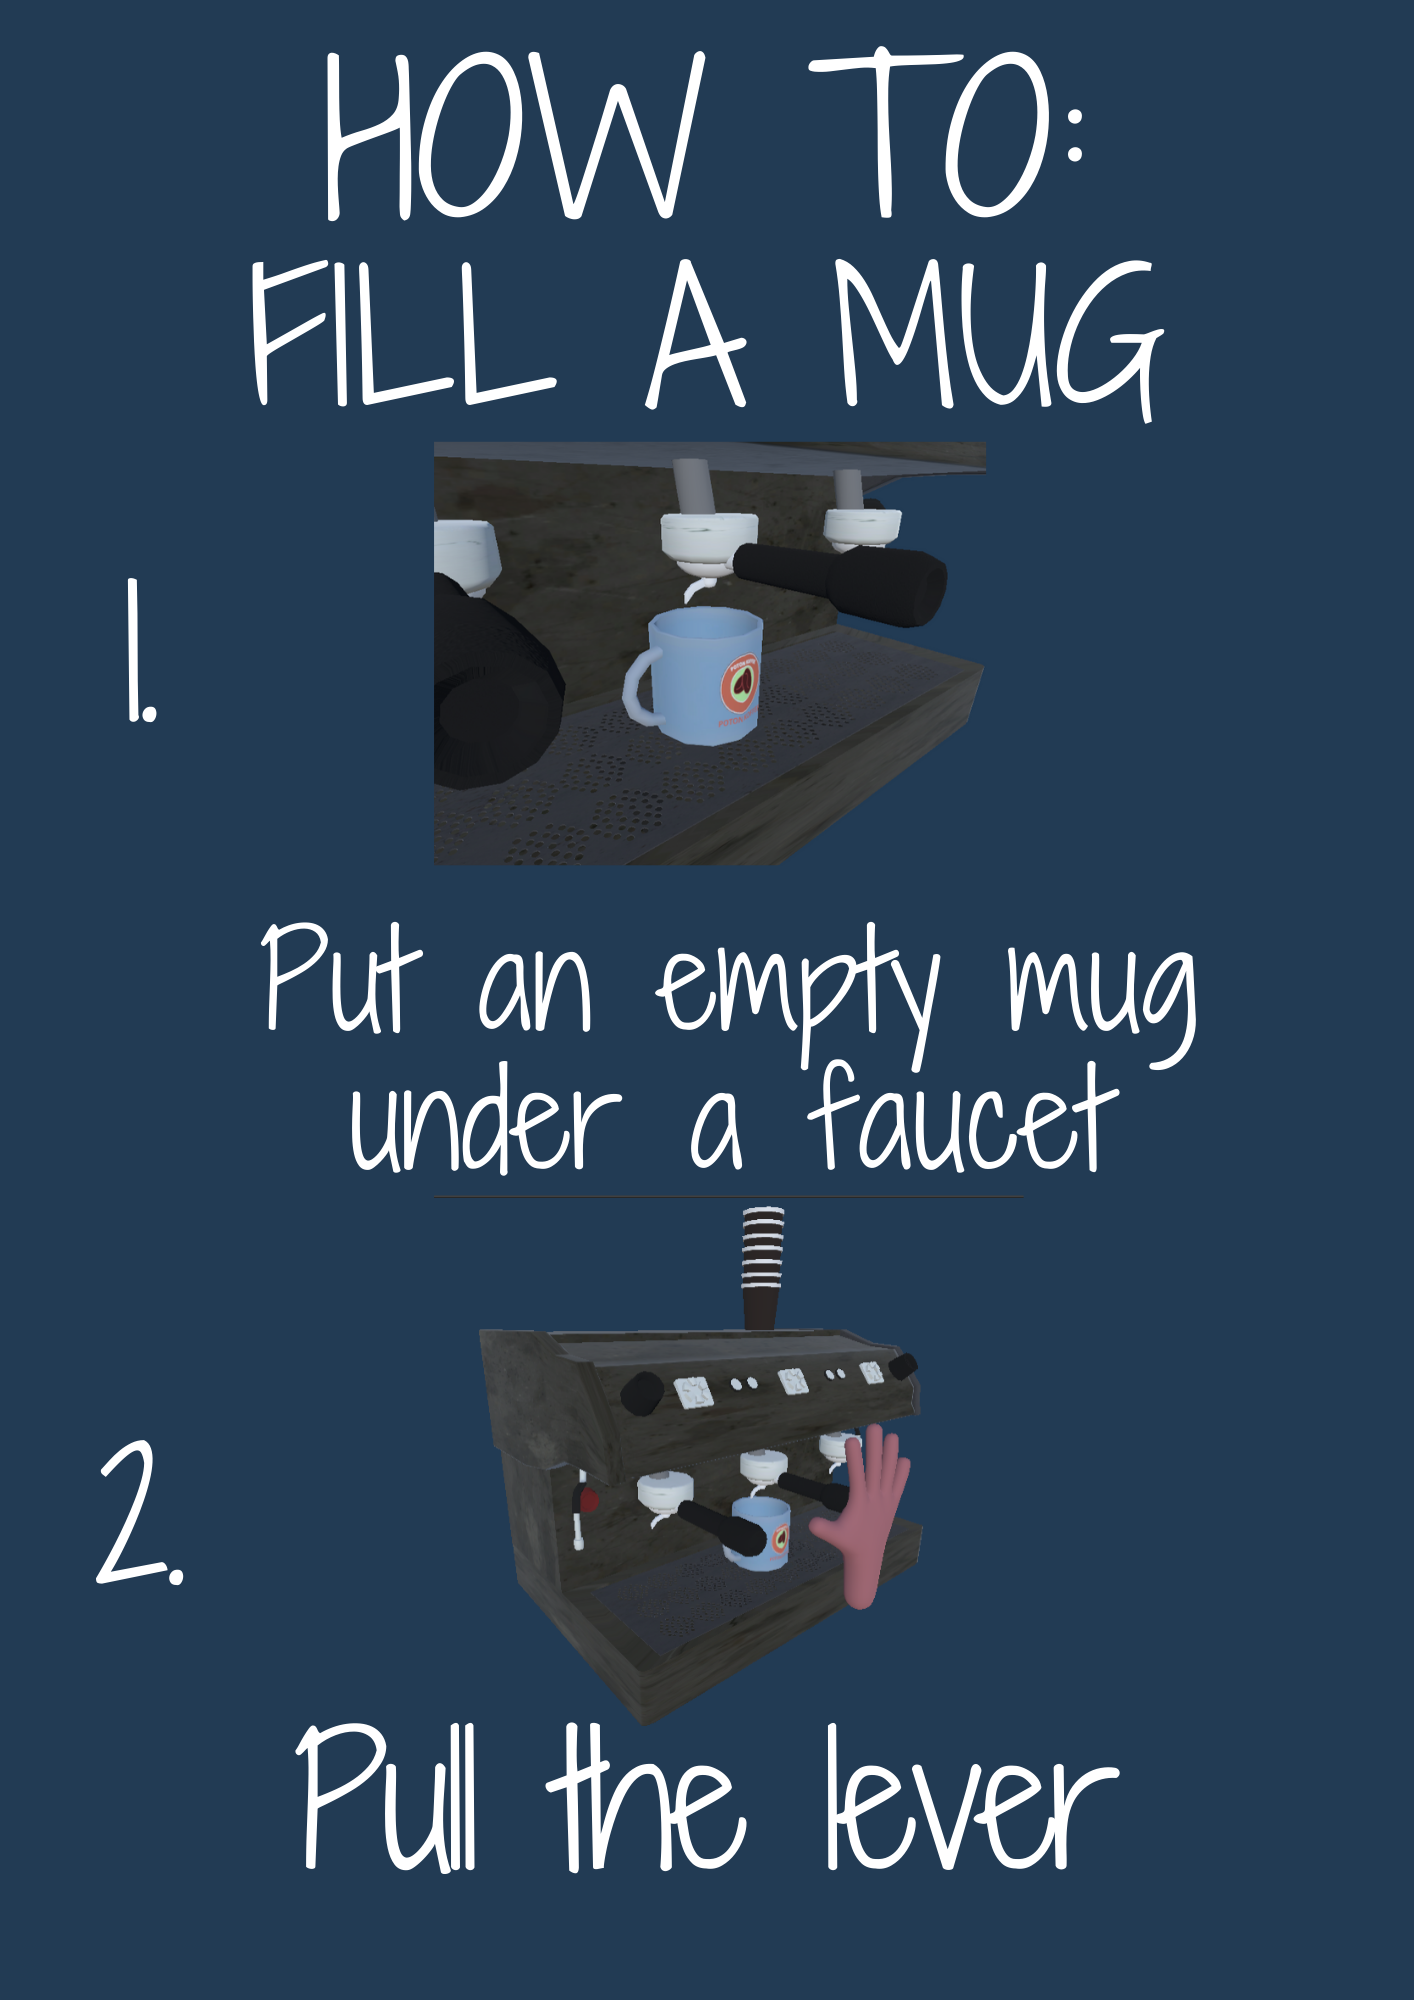 HOW TO:
FILL A MUG
1.
Put an empty mug
under a faucet
2.
Pull the lever